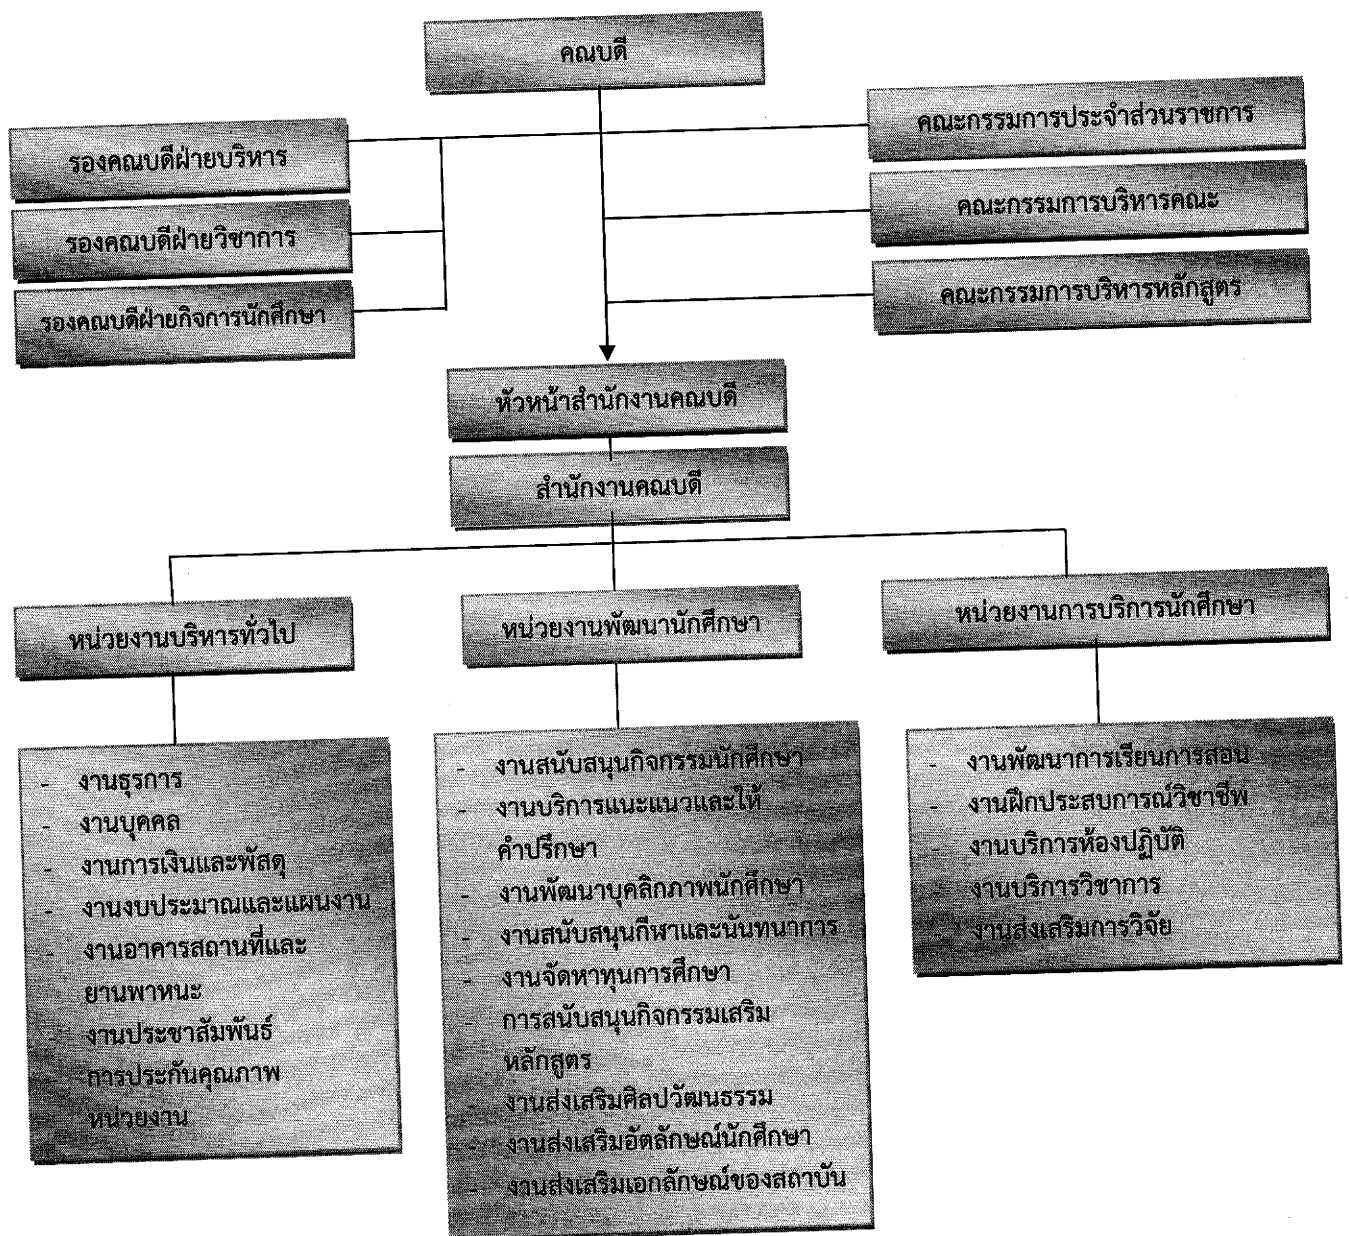 คณบดี
รองคณบดีฝ่ายบริหาร
รองคณบดีฝ่ายวิชาการ
รองคณบดีฝ่ายกิจการนักศึกษา
คณะกรรมการประจำส่วนราชการ
คณะกรรมการบริหารคณะ
คณะกรรมการบริหารหลักสูตร
หัวหน้าสำนักงานคณบดี
สำนักงานคณบดี
หน่วยงานบริหารทั่วไป
- งานธุรการ
- งานบุคคล
- งานการเงินและพัสดุ
- งานงบประมาณและแผนงาน
- งานอาคารสถานที่และ
ยานพาหนะ
- งานประชาสัมพันธ์
- การประกันคุณภาพ
- หน่วยงาน
หน่วยงานพัฒนานักศึกษา
- งานสนับสนุนกิจกรรมนักศึกษา
- งานบริการแนะแนวและให้
คำปรึกษา
- งานพัฒนาบุคลิกภาพนักศึกษา
- งานสนับสนุนกีฬาและนันทนาการ
- งานจัดหาทุนการศึกษา
- การสนับสนุนกิจกรรมเสริม
หลักสูตร
- งานส่งเสริมศิลปวัฒนธรรม
- งานส่งเสริมอัตลักษณ์นักศึกษา
- งานส่งเสริมเอกลักษณ์ของสถาบัน
หน่วยงานการบริการนักศึกษา
- งานพัฒนาการเรียนการสอน
- งานฝึกประสบการณ์วิชาชีพ
- งานบริการห้องปฏิบัติ
- งานบริการวิชาการ
- งานส่งเสริมการวิจัย